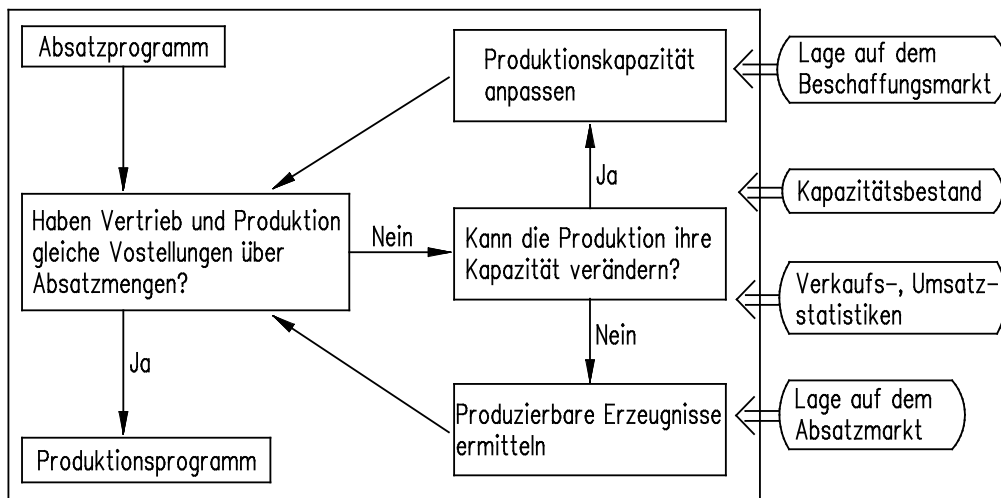 Absatzprogramm
Produktionskapazität
anpassen
Lage auf dem
Beschaffungsmarkt
Ja
Kapazitätsbestand
Haben Vertrieb und Produktion
gleiche Vostellungen über
Absatzmengen?
Nein
Kann die Produktion ihre
Kapazität verändern?
Verkaufs-, Umsatz-
statistiken
Ja
Nein
Produzierbare Erzeugnisse
ermitteln
Lage auf dem
Absatzmarkt
Produktionsprogramm